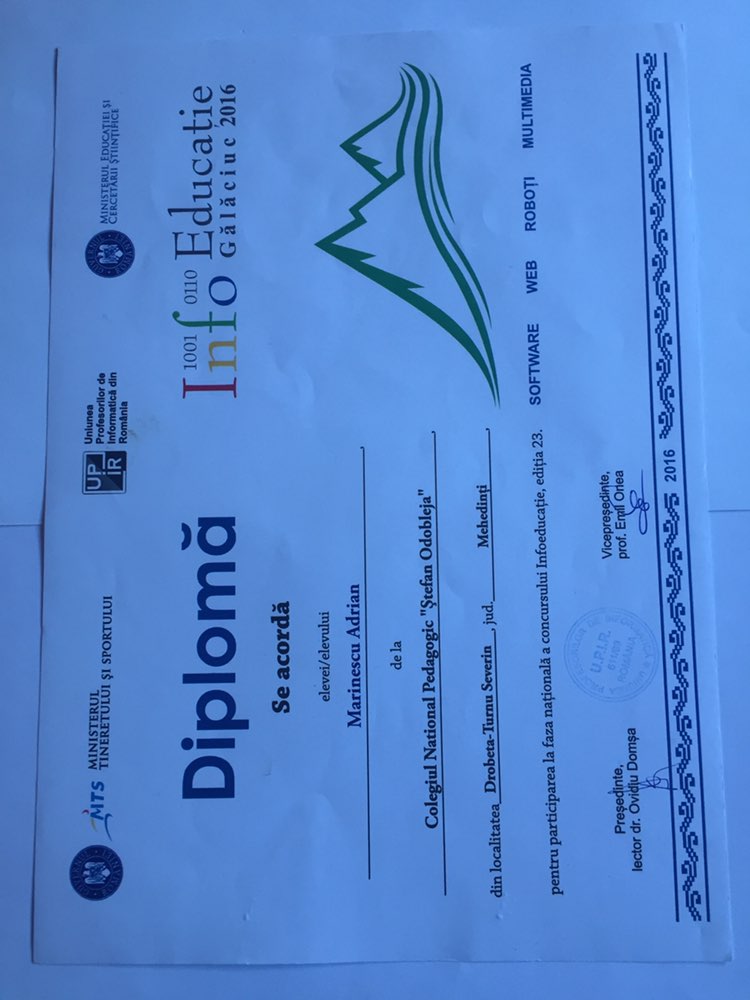 MTS
MINISTERUL
TINERETULUI ȘI SPORTULUI
UP
IR
Uniunea
Profesorilor de
Informatică din
România
MINISTERUL EDUCAȚIEI ȘI
CERCETĂRII ȘTIINȚIFICE
Diplomă
1001 0110
Info Educație
Gălăciuc 2016
Se acordă
elevei/elevului
Marinescu Adrian,
de la
Colegiul National Pedagogic "Ștefan Odobleja",
din localitatea Drobeta-Turnu Severin, jud. Mehedinți,
pentru participarea la faza națională a concursului Infoeducație, ediția 23.
SOFTWARE WEB ROBOȚI MULTIMEDIA
Președinte,
lector dr. Ovidiu Domșa
U.P.I.R.
ROMANIA
Vicepreședinte,
prof. Emil Onea
2016